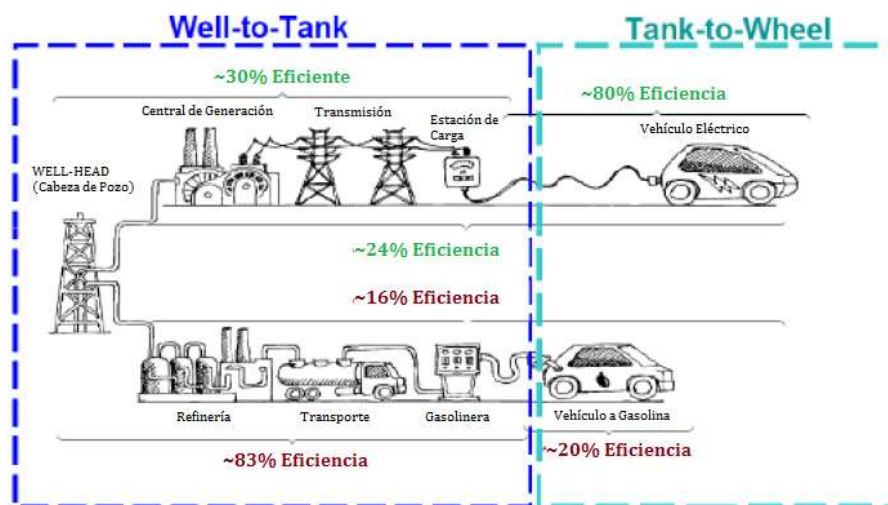 Well-to-Tank
Tank-to-Wheel
~30% Eficiente
~80% Eficiencia
Central de Generación
Transmisión
Estación de
Carga
Vehículo Eléctrico
WELL-HEAD
(Cabeza de Pozo)
~24% Eficiencia
~16% Eficiencia
Refinería
Transporte
Gasolinera
Vehículo a Gasolina
~83% Eficiencia
~20% Eficiencia